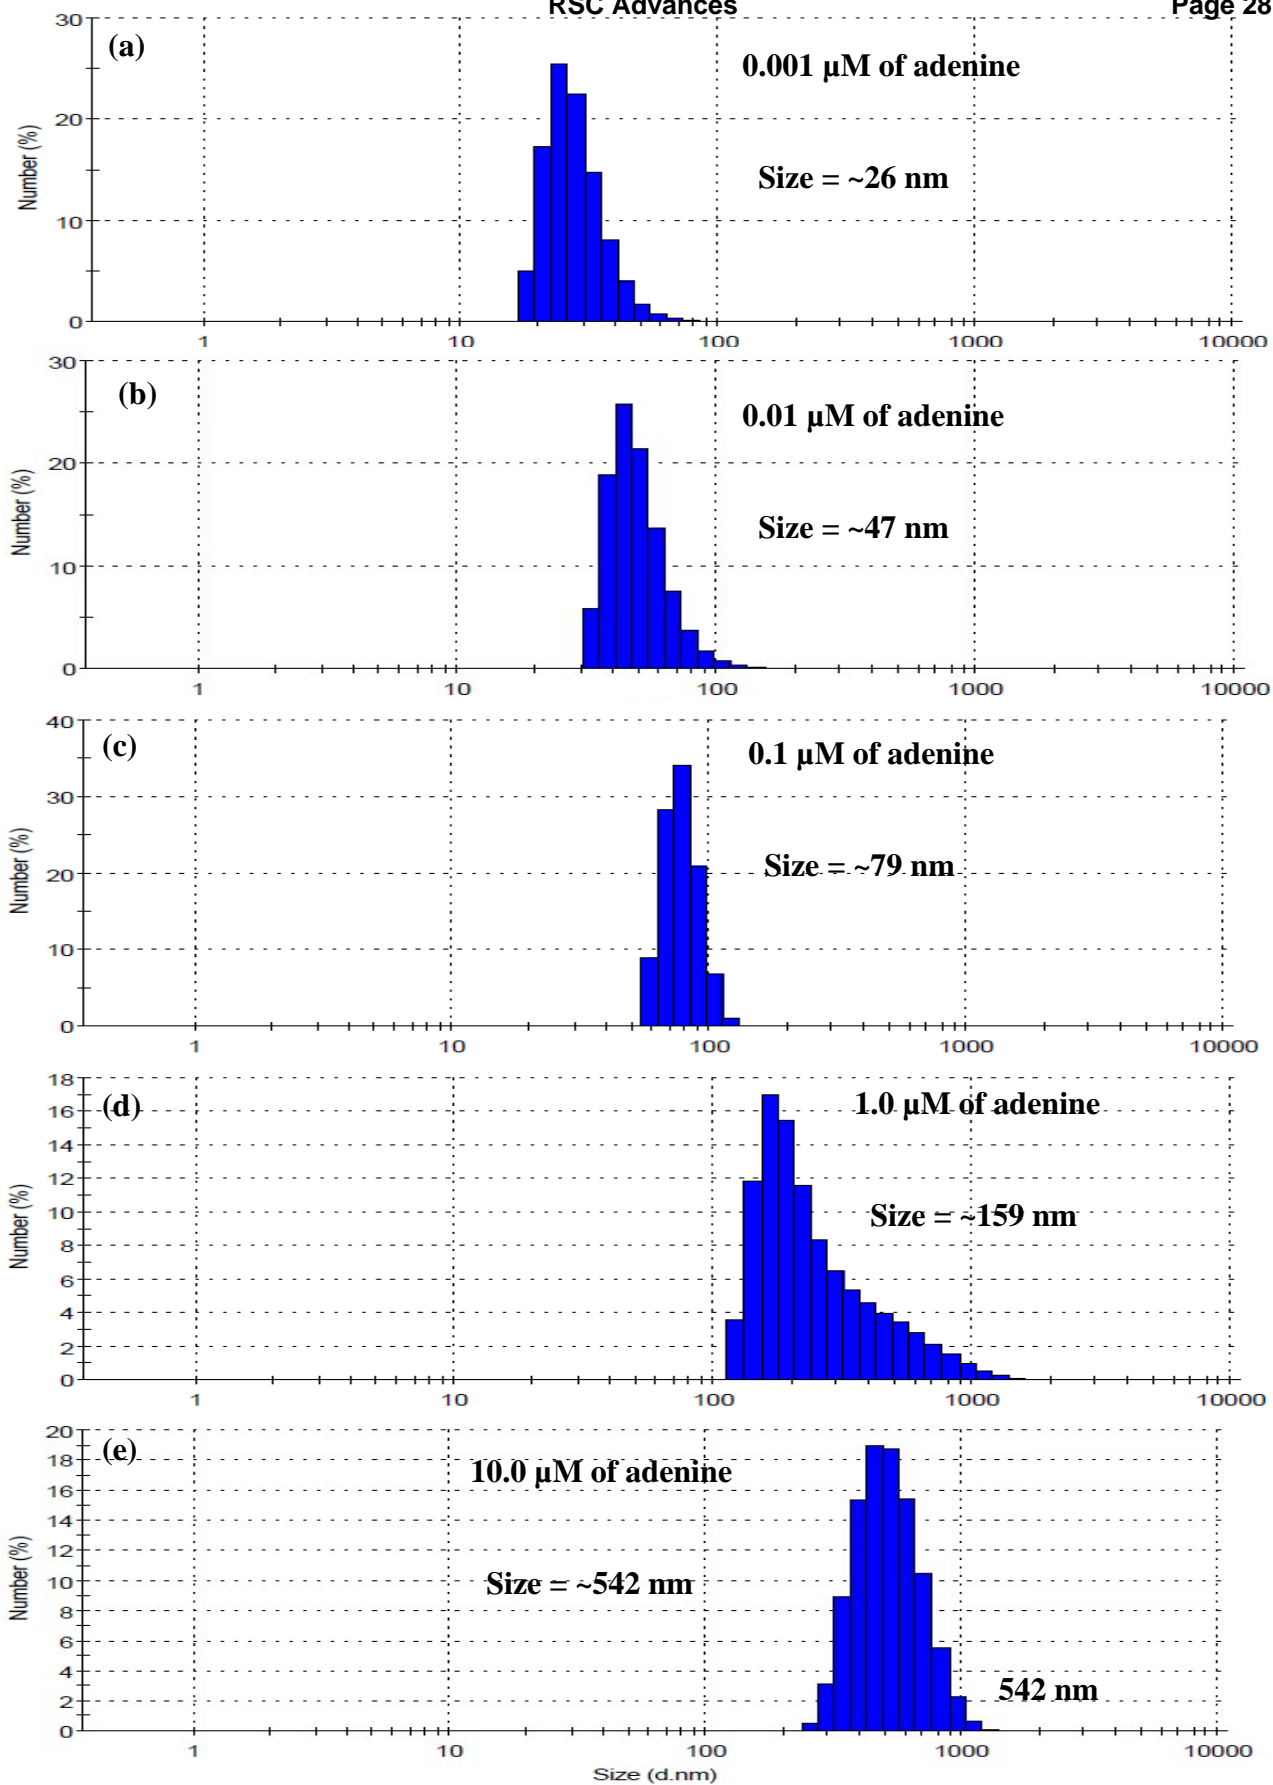 RSC Advances
Page 28
(a)
0.001 µM of adenine
Size = ~26 nm
Number (%)
30
20
10
0
1 10 100 1000 10000
(b)
0.01 µM of adenine
Size = ~47 nm
Number (%)
30
20
10
0
1 10 100 1000 10000
(c)
0.1 µM of adenine
Size = ~79 nm
Number (%)
40
30
20
10
0
1 10 100 1000 10000
(d)
1.0 µM of adenine
Size = ~159 nm
Number (%)
18
16
14
12
10
8
6
4
2
0
1 10 100 1000 10000
(e)
10.0 µM of adenine
Size = ~542 nm
542 nm
Number (%)
20
18
16
14
12
10
8
6
4
2
0
1 10 100 1000 10000
Size (d.nm)